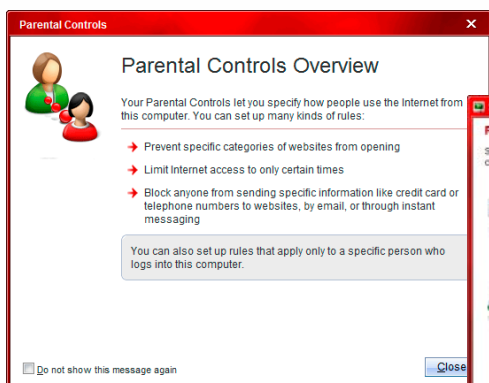 Parental Controls
Parental Controls Overview
Your Parental Controls let you specify how people use the Internet from
this computer. You can set up many kinds of rules:
Prevent specific categories of websites from opening
Limit Internet access to only certain times
Block anyone from sending specific information like credit card or
telephone numbers to websites, by email, or through instant
messaging
You can also set up rules that apply only to a specific person who
logs into this computer.
Do not show this message again
Close